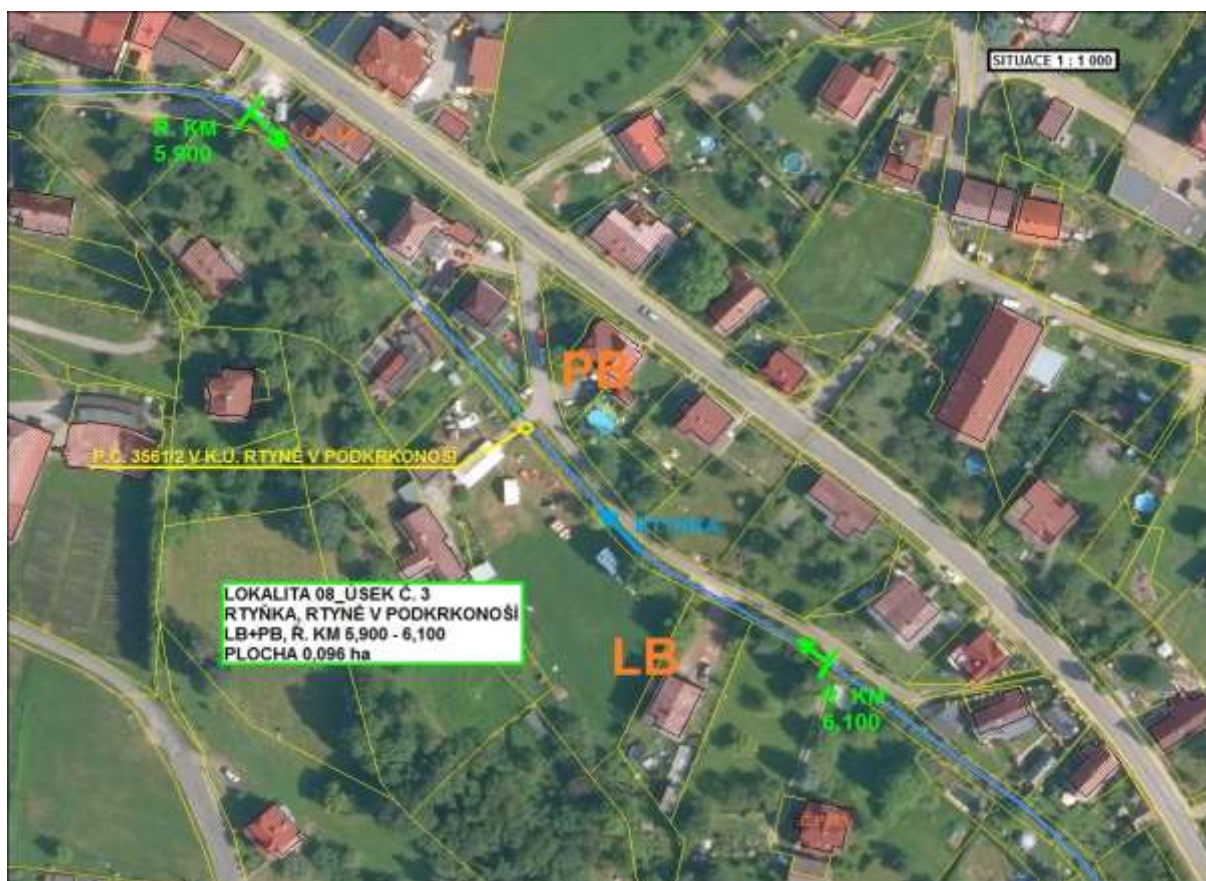 SITUACE 1 : 1 000
Ř. KM
5,900
PB
P.Č. 3561/2 V K.Ú. RTYNĚ V PODKRKONOŠÍ
RTYŇKA
LOKALITA 08_ÚSEK Č. 3
RTYŇKA, RTYNĚ V PODKRKONOŠÍ
LB+PB, Ř. KM 5,900 - 6,100
PLOCHA 0,096 ha
LB
Ř. KM
6,100